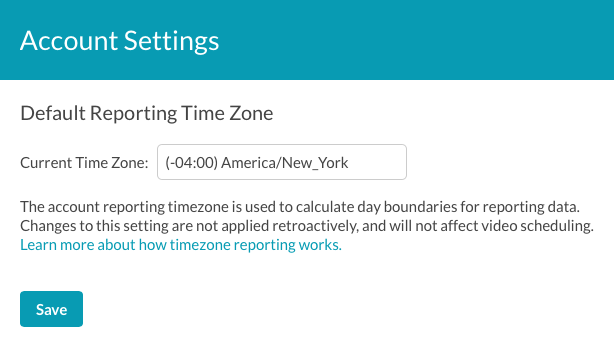 Account Settings
Default Reporting Time Zone
Current Time Zone: (-04:00) America/New_York
The account reporting timezone is used to calculate day boundaries for reporting data.
Changes to this setting are not applied retroactively, and will not affect video scheduling.
Learn more about how timezone reporting works.
Save